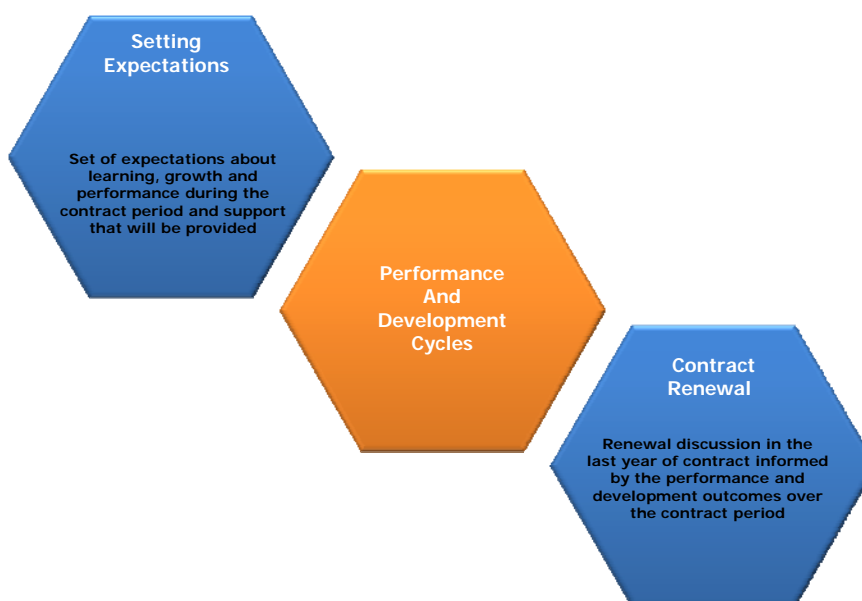 Setting
Expectations
Set of expectations about
learning, growth and
performance during the
contract period and support
that will be provided
Performance
And
Development
Cycles
Contract
Renewal
Renewal discussion in the
last year of contract informed
by the performance and
development outcomes over
the contract period